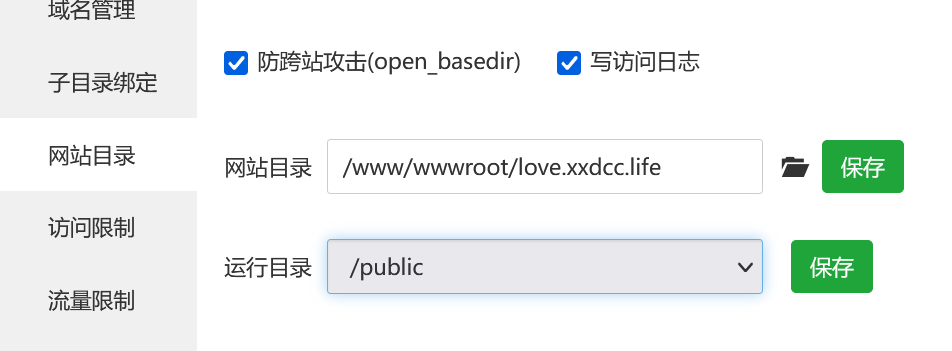 域名管理
子目录绑定
网站目录
访问限制
流量限制
防跨站攻击(open_basedir) 写访问日志
网站目录 /www/wwwroot/love.xxdcc.life 保存
运行目录 /public 保存